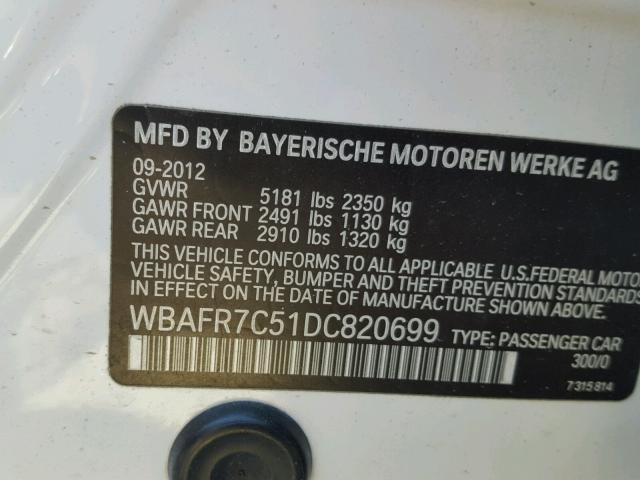 MFD BY BAYERISCHE MOTOREN WERKE AG
09-2012
GVWR 5181 lbs 2350 kg
GAWR FRONT 2491 lbs 1130 kg
GAWR REAR 2910 lbs 1320 kg
THIS VEHICLE CONFORMS TO ALL APPLICABLE U.S.FEDERAL MOTOR
VEHICLE SAFETY, BUMPER AND THEFT PREVENTION STANDARDS
IN EFFECT ON THE DATE OF MANUFACTURE SHOWN ABOVE.
WBAFR7C51DC820699 TYPE: PASSENGER CAR
300/0
7315814